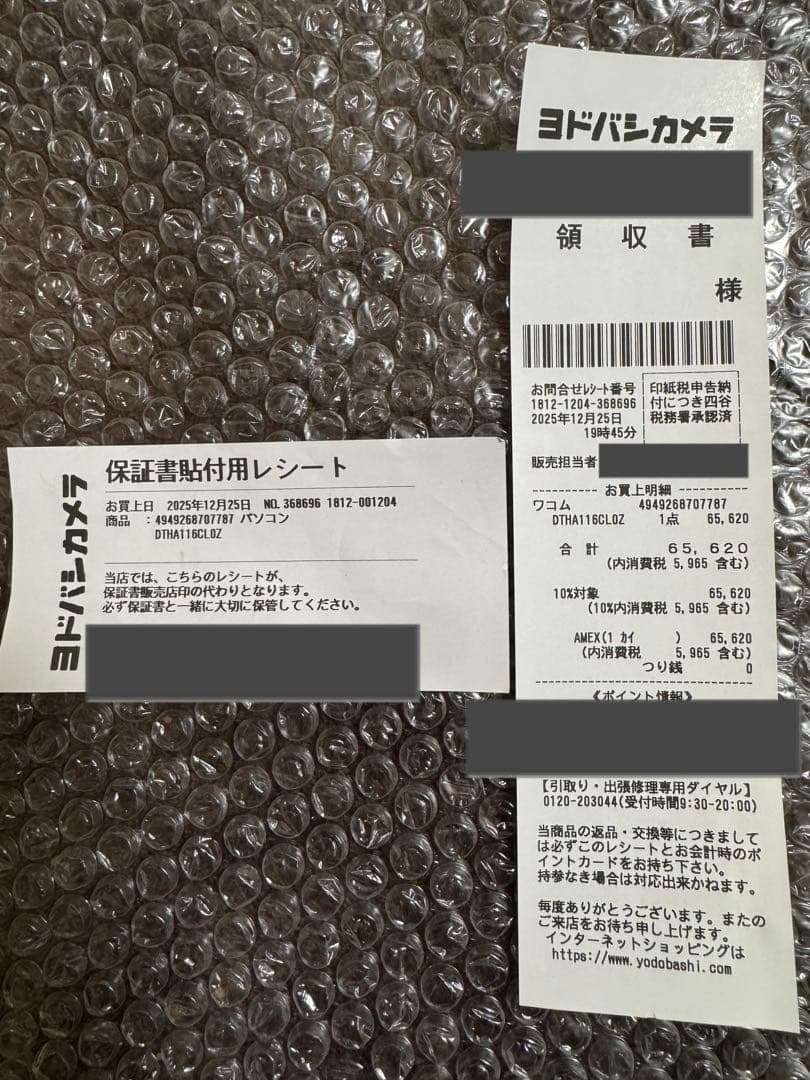 ヨドバシカメラ
保証書貼付用レシート
お買上日 2025年12月25日 NO.368696 1812-001204
商品 :4949268707787 パソコン
DTHA116CL0Z
当店では、こちらのレシートが、
保証書販売店印の代わりとなります。
必ず保証書と一緒に大切に保管してください。
ヨドバシカメラ
領収書
様
お問合せレシート番号
1812-1204-368696
2025年12月25日
19時45分
印紙税申告納
付につき四谷
税務署承認済
販売担当者
お買上明細
ワコム 4949268707787
DTHA116CL0Z 1点 65,620
合計 65,620
(内消費税 5,965 含む)
10%対象 65,620
(10%内消費税 5,965 含む)
AMEX(1カイ ) 65,620
(内消費税 5,965 含む)
つり銭 0
《ポイント情報》
【引取り・出張修理専用ダイヤル】
0120-203044(受付時間9:30-20:00)
当商品の返品・交換等につきまして
は必ずこのレシートとお会計時のポ
イントカードをお持ち下さい。
持参なき場合は対応出来かねます。
毎度ありがとうございます。またの
ご来店をお待ち申し上げます。
インターネットショッピングは
https://www.yodobashi.com